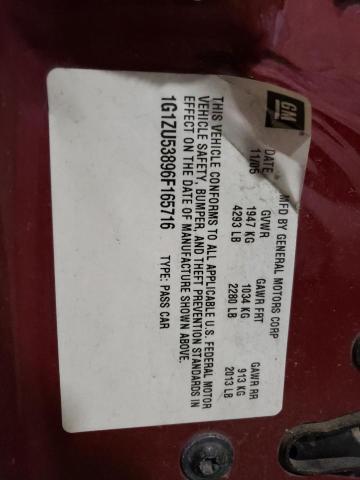 GM
MFD BY GENERAL MOTORS CORP
DATE GVWR GAWR FRT GAWR RR
11/05 1947 KG 1034 KG 913 KG
4293 LB 2280 LB 2013 LB
THIS VEHICLE CONFORMS TO ALL APPLICABLE U.S. FEDERAL MOTOR
VEHICLE SAFETY, BUMPER, AND THEFT PREVENTION STANDARDS IN
EFFECT ON THE DATE OF MANUFACTURE SHOWN ABOVE.
1G1ZU53896F165716 TYPE: PASS CAR